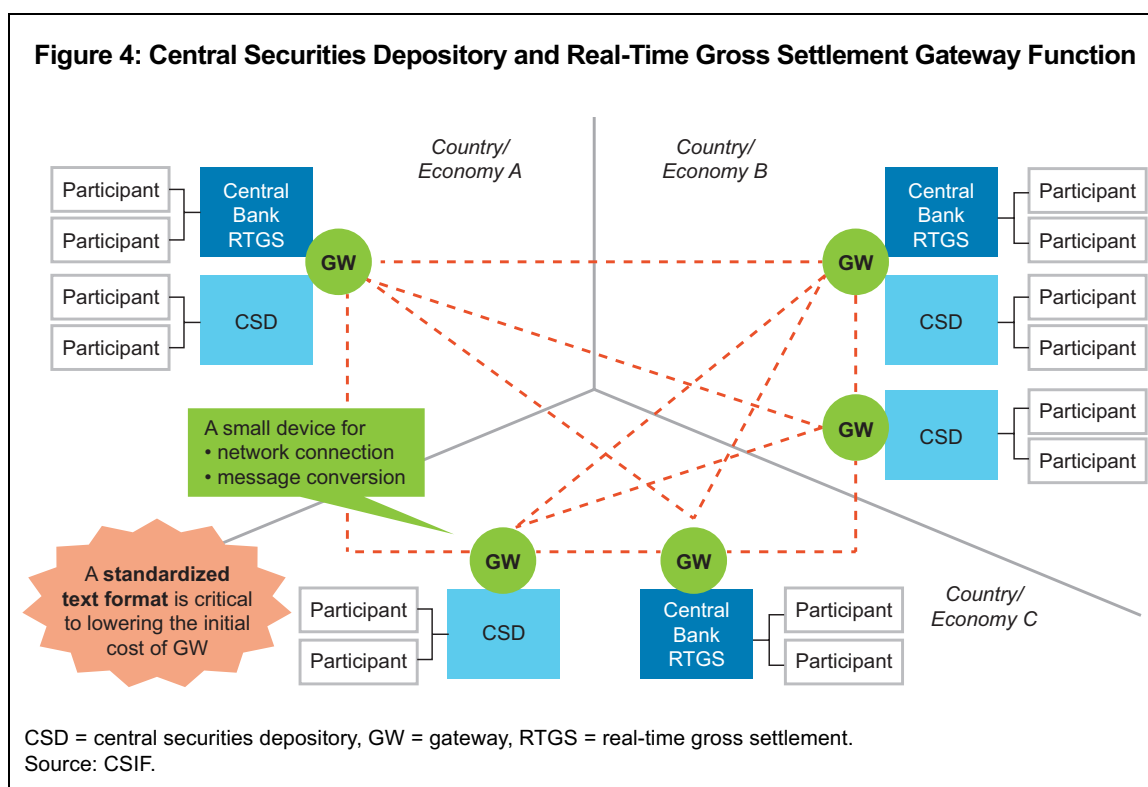 Figure 4: Central Securities Depository and Real-Time Gross Settlement Gateway Function
Country/
Economy A
Country/
Economy B
Participant
Participant
Central
Bank
RTGS
GW
Participant
Participant
CSD
GW
Central
Bank
RTGS
Participant
Participant
CSD
Participant
Participant
GW
CSD
Participant
Participant
A small device for
• network connection
• message conversion
A standardized
text format is critical
to lowering the initial
cost of GW
GW
Participant
Participant
CSD
GW
Central
Bank
RTGS
Participant
Participant
Country/
Economy C
CSD = central securities depository, GW = gateway, RTGS = real-time gross settlement.
Source: CSIF.